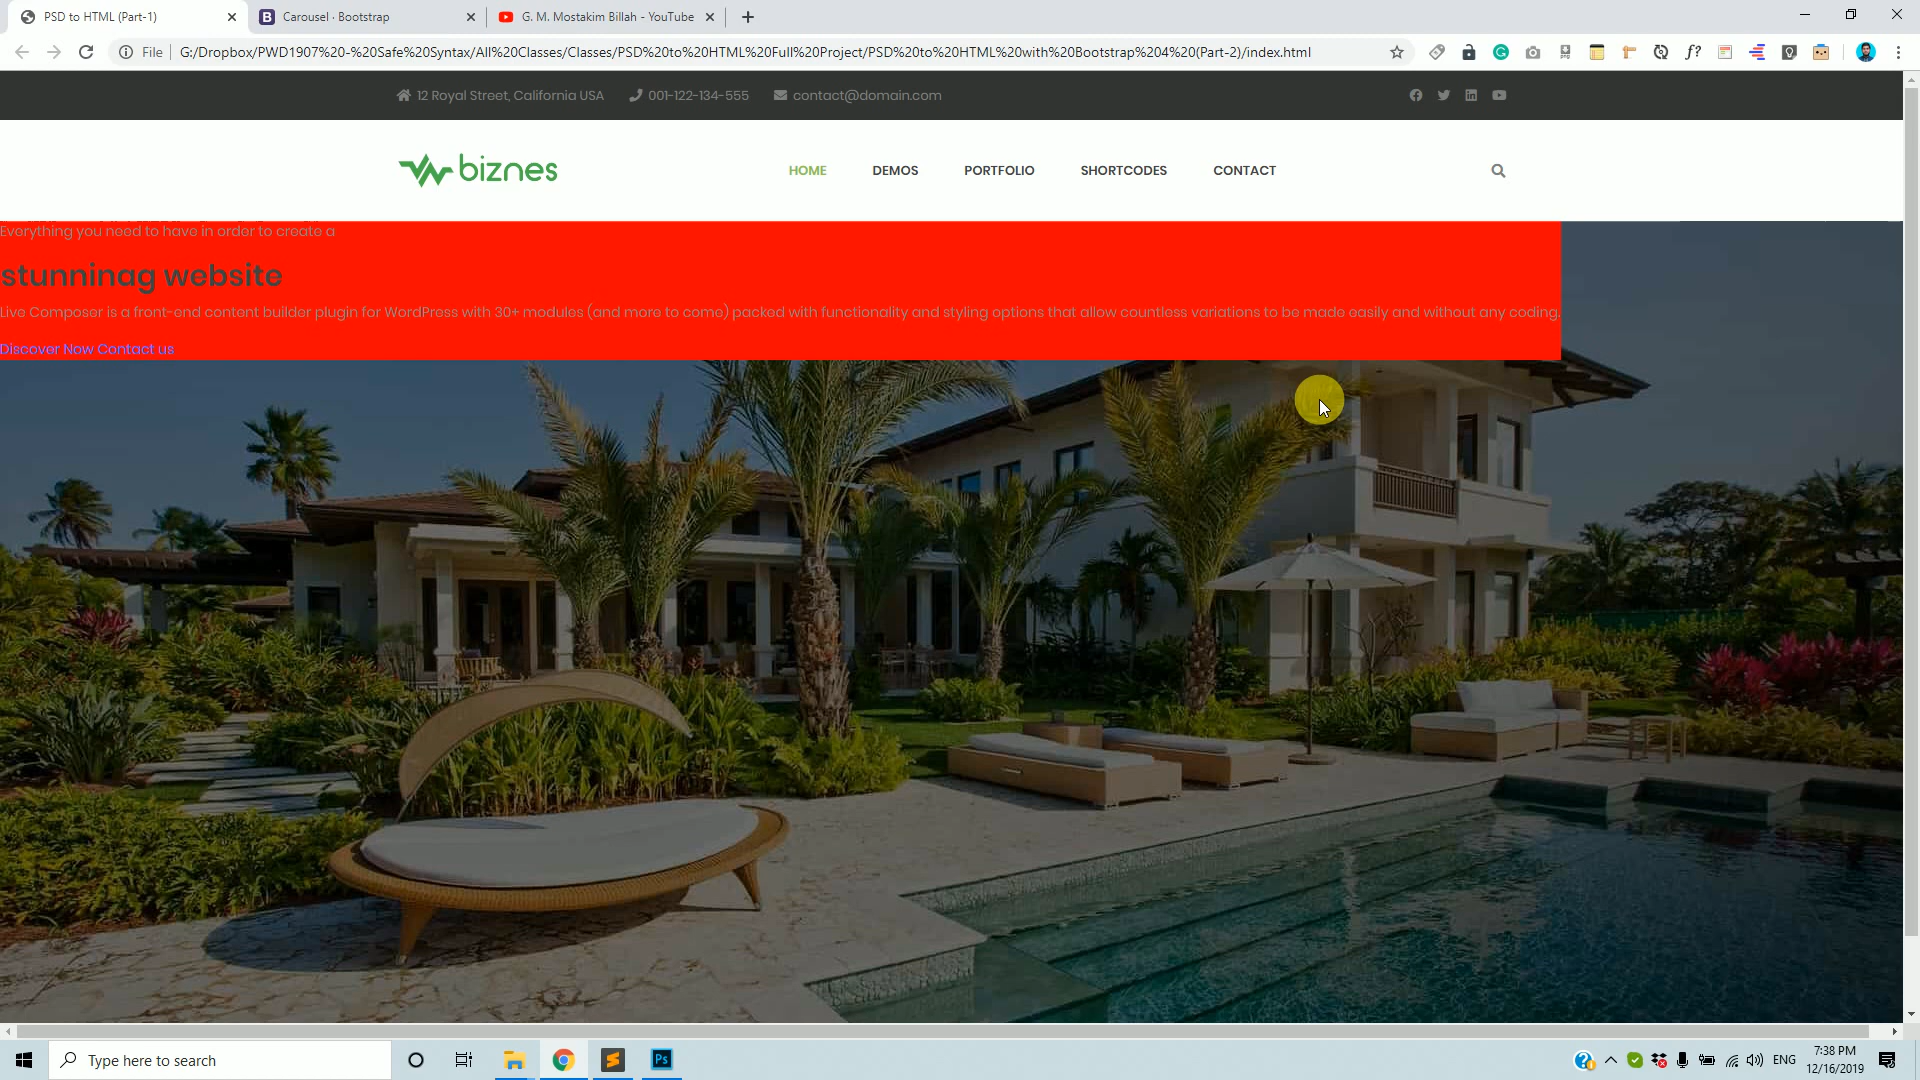 PSD to HTML (Part-1)
Carousel · Bootstrap
G. M. Mostakim Billah - YouTube
File
G:/Dropbox/PWD1907%20-%20Safe%20Syntax/All%20Classes/Classes/PSD%20to%20HTML%20Full%20Project/PSD%20to%20HTML%20with%20Bootstrap%204%20(Part-2)/index.html
12 Royal Street, California USA
001-122-134-555
contact@domain.com
biznes
HOME
DEMOS
PORTFOLIO
SHORTCODES
CONTACT
Everything you need to have in order to create a
stunninag website
Live Composer is a front-end content builder plugin for WordPress with 30+ modules (and more to come) packed with functionality and styling options that allow countless variations to be made easily and without any coding.
Discover Now Contact us
Type here to search
Ps
ENG
7:38 PM
12/16/2019